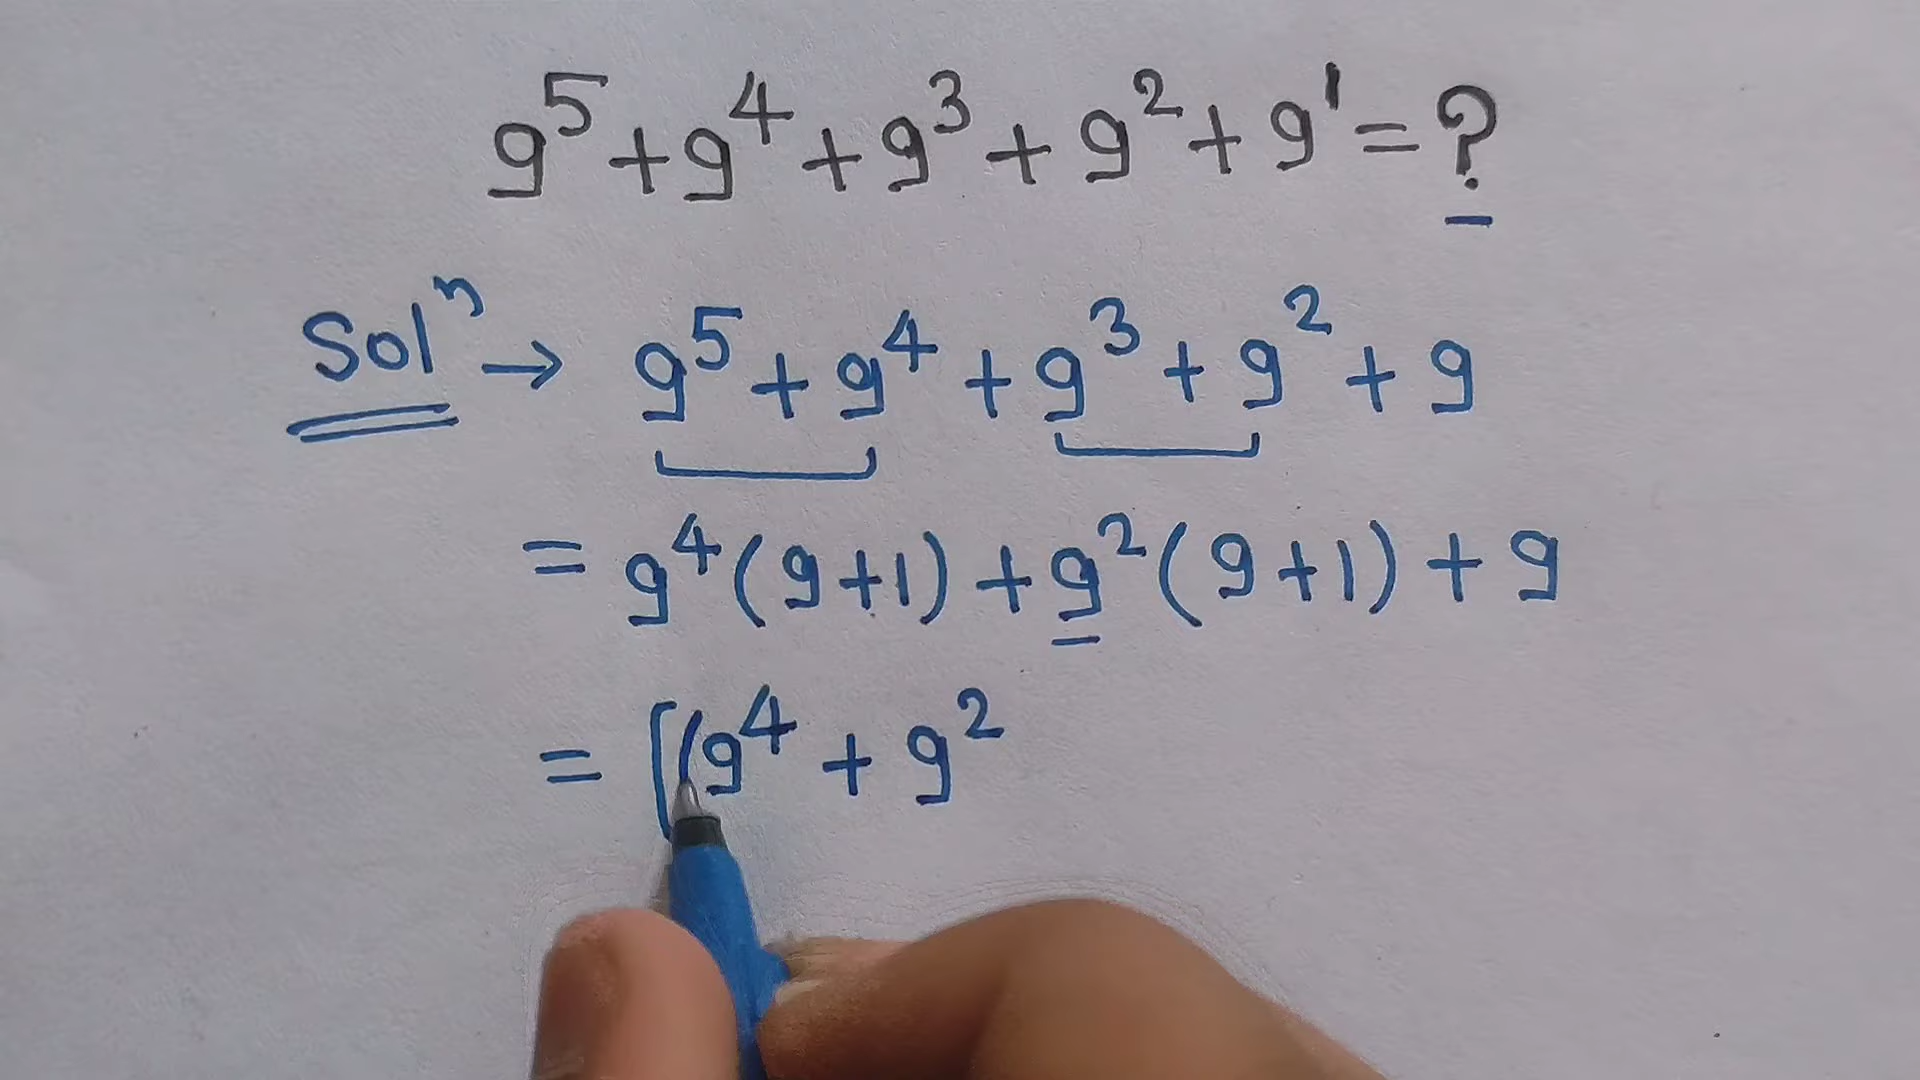 9⁵+9⁴+9³+9²+9¹=?
Solⁿ → 9⁵+9⁴+9³+9²+9
= 9⁴(9+1)+9²(9+1)+9
= [(9⁴+9²